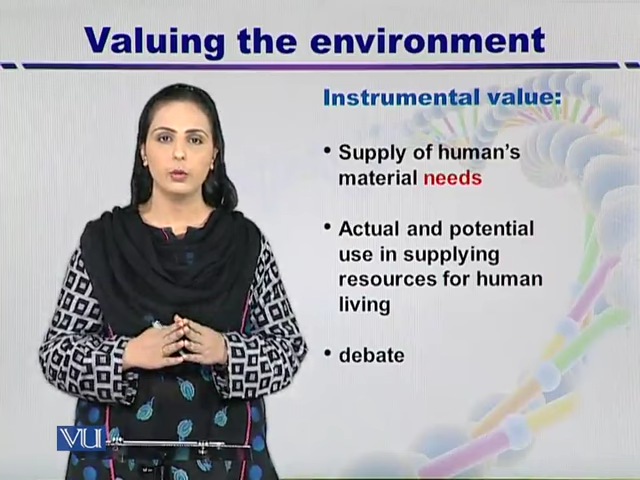 Valuing the environment
Instrumental value:
• Supply of human's
material needs
• Actual and potential
use in supplying
resources for human
living
• debate
VU